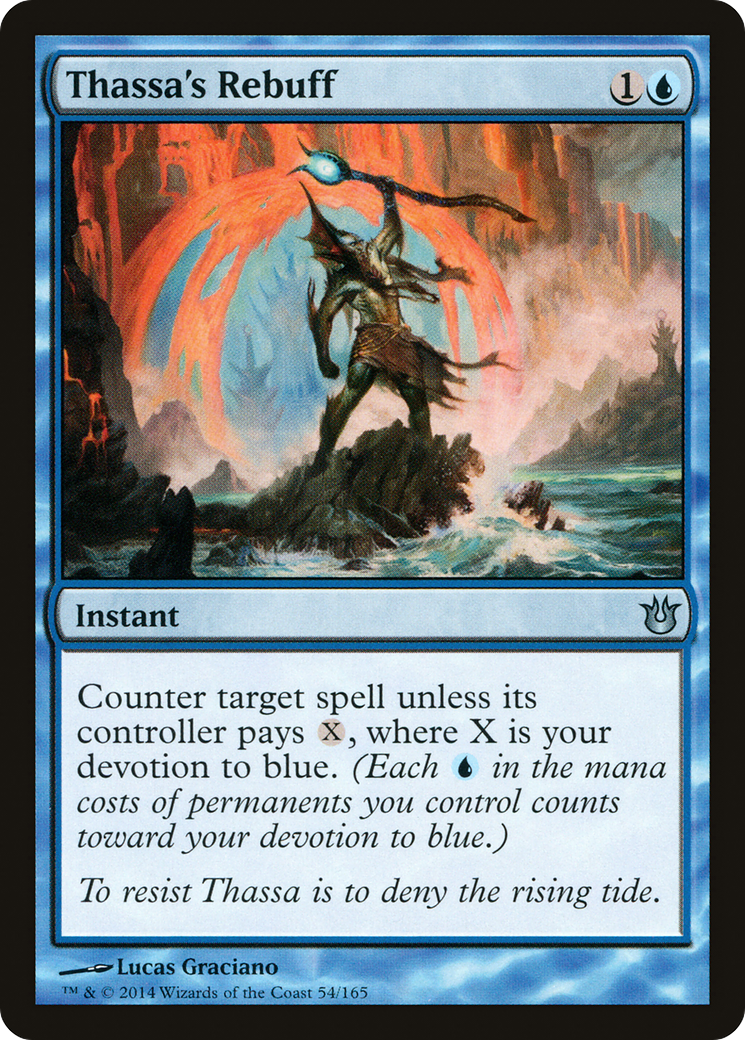 Thassa's Rebuff 1
Instant
Counter target spell unless its
controller pays X, where X is your
devotion to blue. (Each in the mana
costs of permanents you control counts
toward your devotion to blue.)
To resist Thassa is to deny the rising tide.
Lucas Graciano
™ & © 2014 Wizards of the Coast 54/165